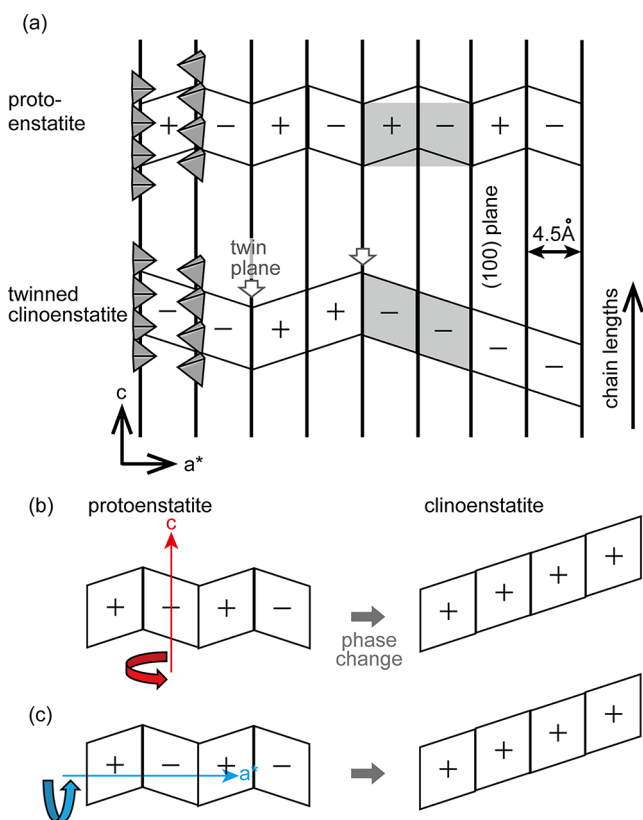 (a)
proto-
enstatite
+ − + − + − + −
twin
plane
(100) plane
4.5Å
twinned
clinoenstatite
− − + + − − − −
chain lengths
c
a*
(b)
protoenstatite
clinoenstatite
c
+ − + −
+ + + +
phase
change
(c)
+ − + −
a*
+ + + +